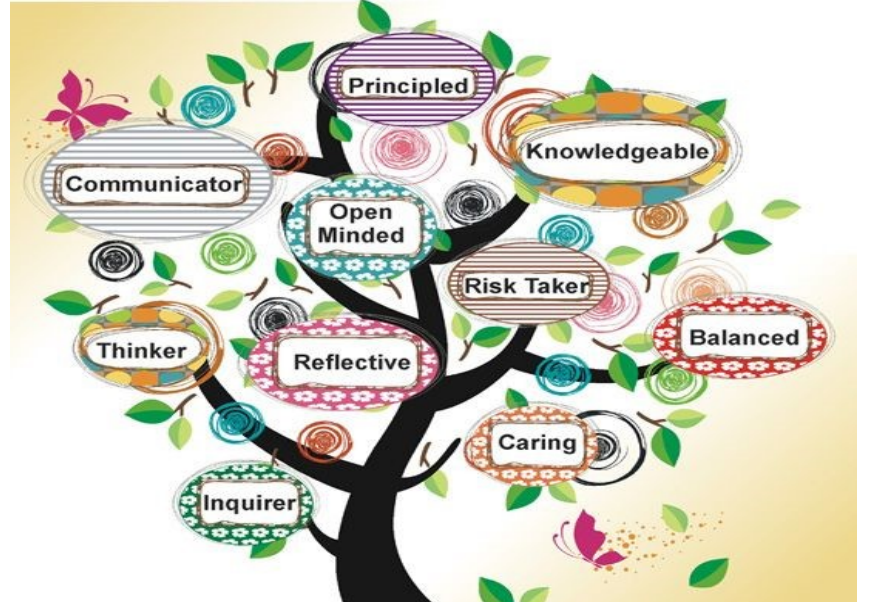 Principled
Knowledgeable
Communicator
Open
Minded
Risk Taker
Balanced
Thinker
Reflective
Caring
Inquirer